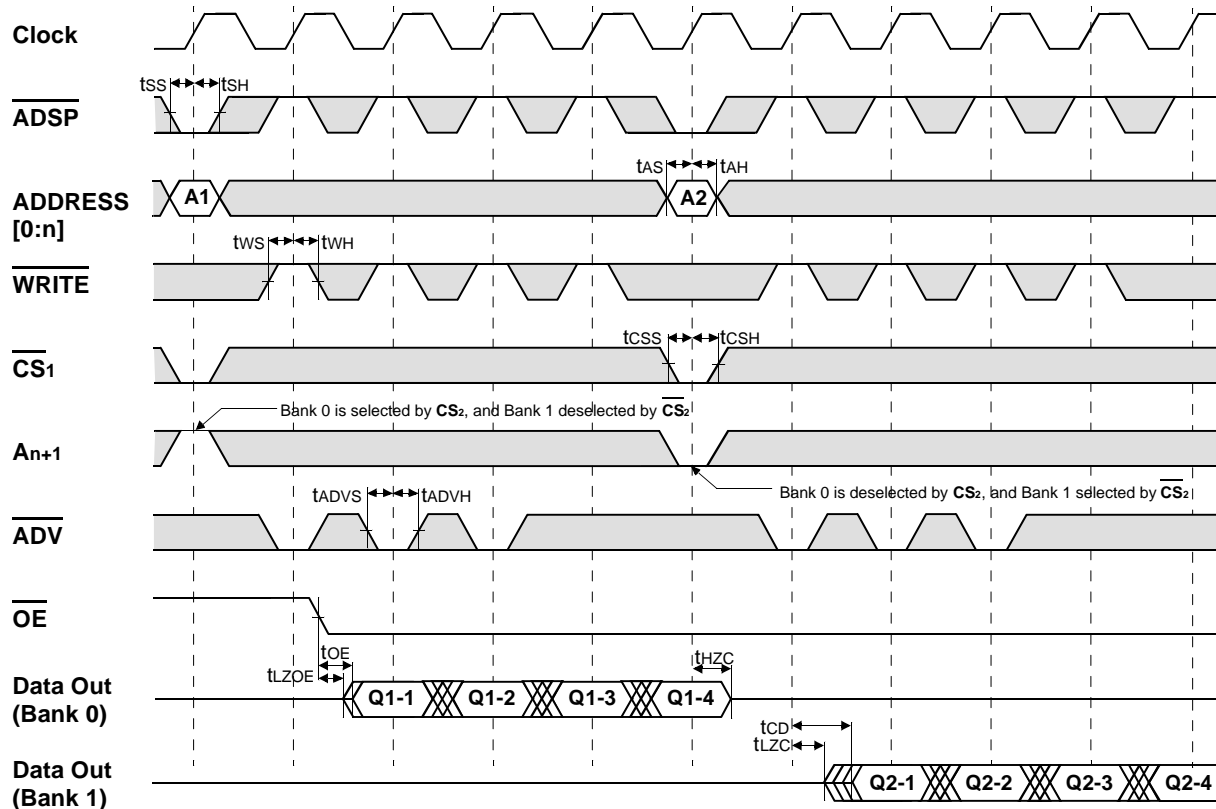 Clock
tSS tSH
ADSP
tAS tAH
ADDRESS
[0:n]
A1 A2
tWS tWH
WRITE
tCSS tCSH
CS1
Bank 0 is selected by CS2, and Bank 1 deselected by CS2
An+1
Bank 0 is deselected by CS2, and Bank 1 selected by CS2
tADVS tADVH
ADV
OE
tOE tHZC
tLZOE
Data Out
(Bank 0)
Q1-1 Q1-2 Q1-3 Q1-4
tCD
tLZC
Data Out
(Bank 1)
Q2-1 Q2-2 Q2-3 Q2-4